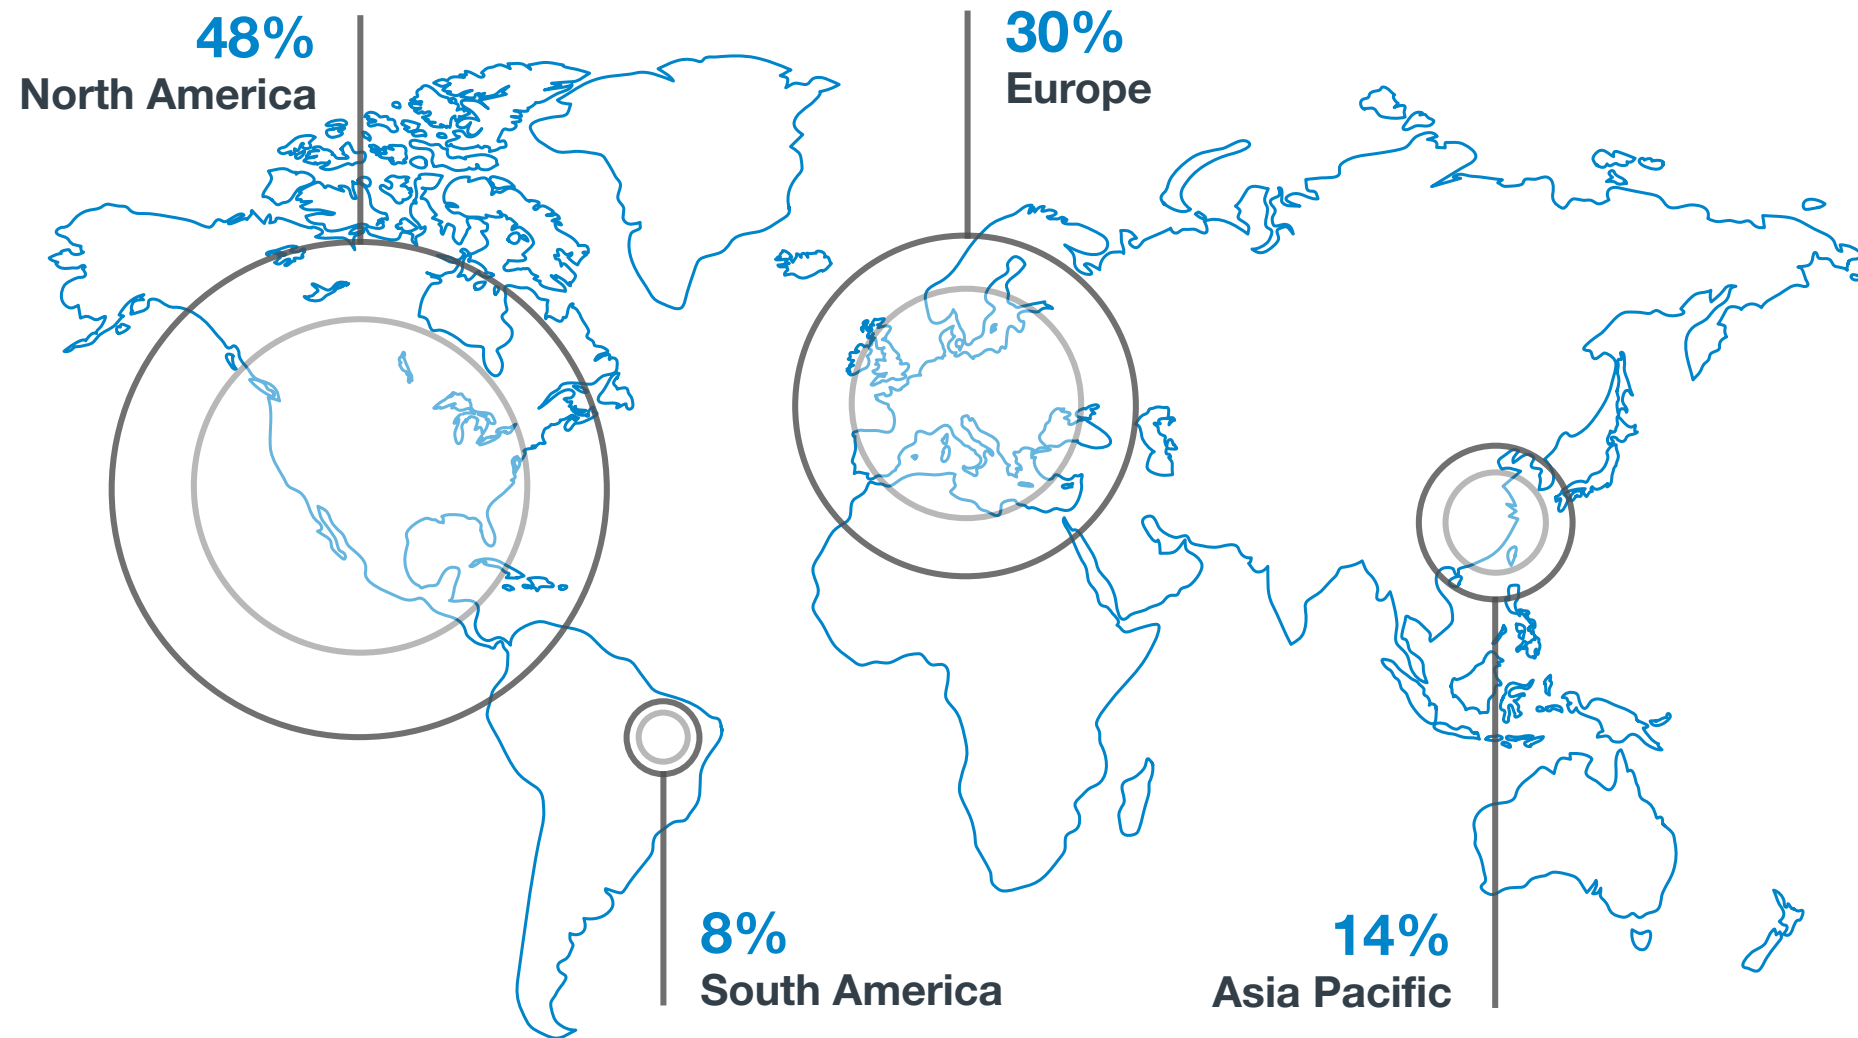 48%
North America
30%
Europe
8%
South America
14%
Asia Pacific